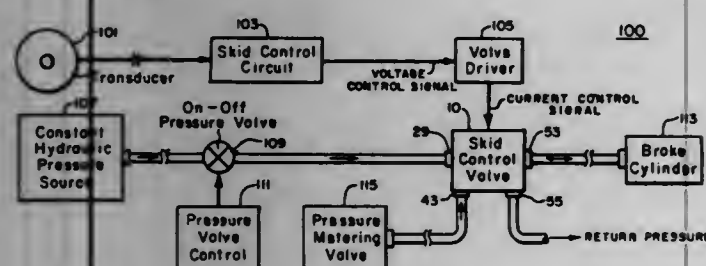 101
Transducer
103
Skid Control
Circuit
VOLTAGE
CONTROL SIGNAL
105
Valve
Driver
100
CURRENT CONTROL
SIGNAL
107
Constant
Hydraulic
Pressure
Source
On-Off
Pressure Valve
109
111
Pressure
Valve
Control
115
Pressure
Metering
Valve
10
29
Skid
Control
Valve
53
43
55
113
Brake
Cylinder
RETURN PRESSURE